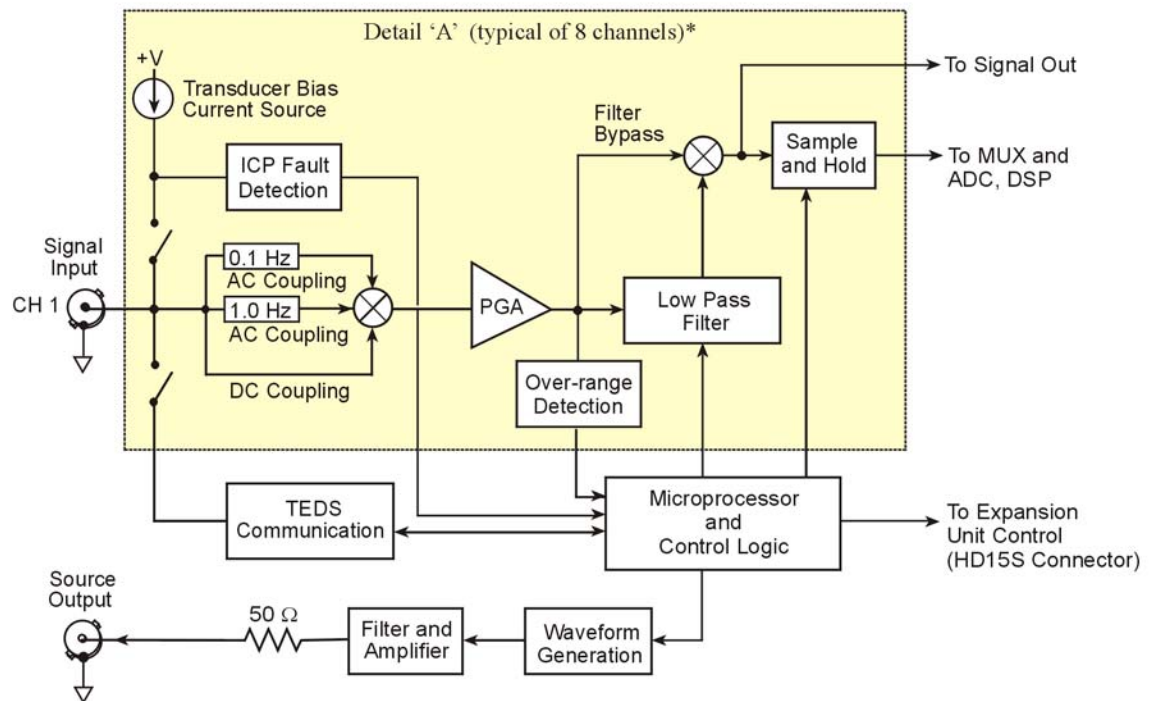 Detail ‘A’ (typical of 8 channels)*
+V
Transducer Bias
Current Source
To Signal Out
Filter
Bypass
Sample
and Hold
To MUX and
ADC, DSP
ICP Fault
Detection
Signal
Input
CH 1
0.1 Hz
AC Coupling
1.0 Hz
AC Coupling
DC Coupling
PGA
Low Pass
Filter
Over-range
Detection
TEDS
Communication
Microprocessor
and
Control Logic
To Expansion
Unit Control
(HD15S Connector)
Source
Output
50 Ω
Filter and
Amplifier
Waveform
Generation